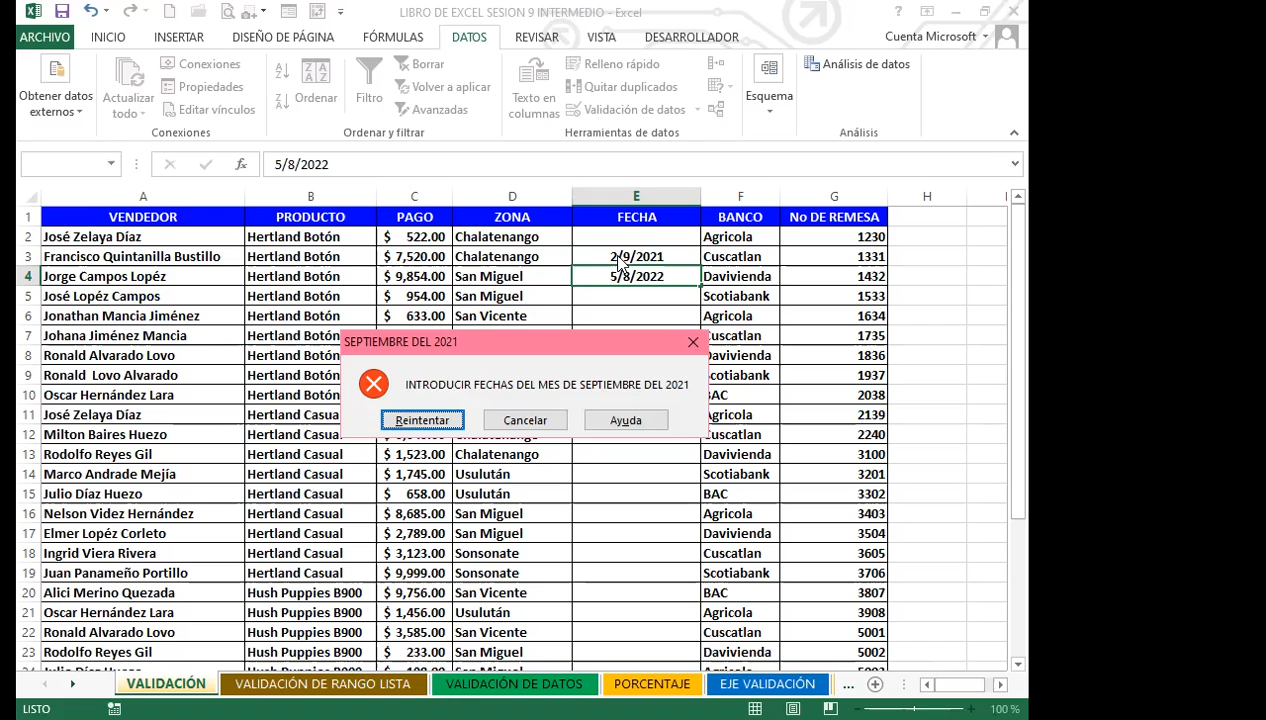 LIBRO DE EXCEL SESION 9 INTERMEDIO - Excel
ARCHIVO INICIO INSERTAR DISEÑO DE PÁGINA FÓRMULAS DATOS REVISAR VISTA DESARROLLADOR Cuenta Microsoft
Obtener datos externos
Actualizar todo
Conexiones
Propiedades
Editar vínculos
Ordenar
Filtro
Borrar
Volver a aplicar
Avanzadas
Texto en columnas
Relleno rápido
Quitar duplicados
Validación de datos
Esquema
Análisis de datos
Conexiones Ordenar y filtrar Herramientas de datos Análisis
fx 5/8/2022
A B C D E F G H
1 VENDEDOR PRODUCTO PAGO ZONA FECHA BANCO No DE REMESA
2 José Zelaya Díaz Hertland Botón $ 522.00 Chalatenango Agricola 1230
3 Francisco Quintanilla Bustillo Hertland Botón $ 7,520.00 Chalatenango 2/9/2021 Cuscatlan 1331
4 Jorge Campos Lopéz Hertland Botón $ 9,854.00 San Miguel 5/8/2022 Davivienda 1432
5 José Lopéz Campos Hertland Botón $ 954.00 San Miguel Scotiabank 1533
6 Jonathan Mancia Jiménez Hertland Botón $ 633.00 San Vicente Agricola 1634
7 Johana Jiménez Mancia Hertland Botón Cuscatlan 1735
8 Ronald Alvarado Lovo Hertland Botón Davivienda 1836
9 Ronald Lovo Alvarado Hertland Botón Scotiabank 1937
10 Oscar Hernández Lara Hertland Botón BAC 2038
11 José Zelaya Díaz Hertland Casual Agricola 2139
12 Milton Baires Huezo Hertland Casual Cuscatlan 2240
13 Rodolfo Reyes Gil Hertland Casual $ 1,523.00 Chalatenango Davivienda 3100
14 Marco Andrade Mejía Hertland Casual $ 1,745.00 Usulután Scotiabank 3201
15 Julio Díaz Huezo Hertland Casual $ 658.00 Usulután BAC 3302
16 Nelson Videz Hernández Hertland Casual $ 8,685.00 San Miguel Agricola 3403
17 Elmer Lopéz Corleto Hertland Casual $ 2,789.00 San Miguel Davivienda 3504
18 Ingrid Viera Rivera Hertland Casual $ 3,123.00 Sonsonate Cuscatlan 3605
19 Juan Panameño Portillo Hertland Casual $ 9,999.00 Sonsonate Scotiabank 3706
20 Alici Merino Quezada Hush Puppies B900 $ 9,756.00 San Vicente BAC 3807
21 Oscar Hernández Lara Hush Puppies B900 $ 1,456.00 Usulután Agricola 3908
22 Ronald Alvarado Lovo Hush Puppies B900 $ 3,585.00 San Vicente Cuscatlan 5001
23 Rodolfo Reyes Gil Hush Puppies B900 $ 233.00 San Miguel Davivienda 5002
SEPTIEMBRE DEL 2021
INTRODUCIR FECHAS DEL MES DE SEPTIEMBRE DEL 2021
Reintentar Cancelar Ayuda
VALIDACIÓN VALIDACIÓN DE RANGO LISTA VALIDACIÓN DE DATOS PORCENTAJE EJE VALIDACIÓN ...
LISTO 100 %